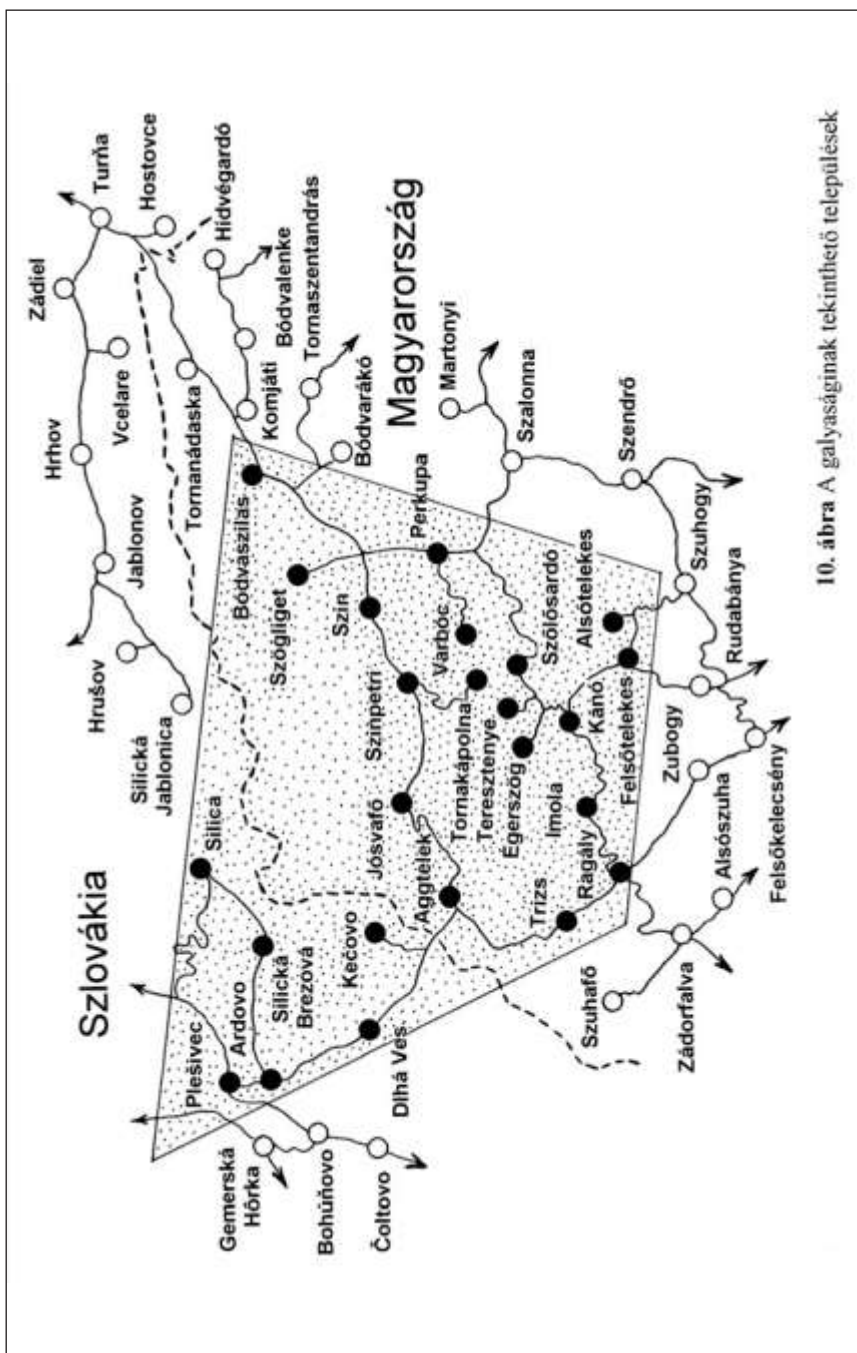 Szlovákia
Zádiel
Turňa
Hrhov
Hostovce
Jablonov
Vcelare
Hrušov
Silická
Jablonica
Tornanádaska
Hídvégardó
Plešivec
Silica
Bódvaszilas
Komjáti
Bódvalenke
Ardovo
Szögliget
Tornaszentandrás
Gemerská
Hôrka
Silická
Brezová
Szin
Bódvarákó
Bohúňovo
Kečovo
Jósvafő
Szinpetri
Perkupa
Magyarország
Čoltovo
Dlhá Ves
Aggtelek
Varbóc
Martonyi
Tornakápolna
Teresztenye
Égerszög
Szőlősardó
Szalonna
Trizs
Imola
Kánó
Alsótelekes
Ragály
Felsőtelekes
Szendrő
Szuhafő
Zubogy
Szuhogy
Zádorfalva
Alsószuha
Rudabánya
Felsőkelecsény
10. ábra A galyaságinak tekinthető települések